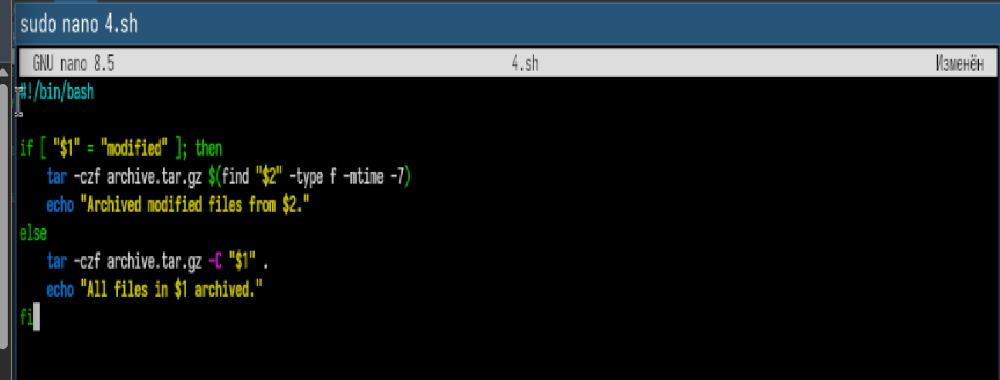 sudo nano 4.sh
GNU nano 8.5 4.sh Изменён
#!/bin/bash
if [ "$1" = "modified" ]; then
tar -czf archive.tar.gz $(find "$2" -type f -mtime -7)
echo "Archived modified files from $2."
else
tar -czf archive.tar.gz -C "$1" .
echo "All files in $1 archived."
fi